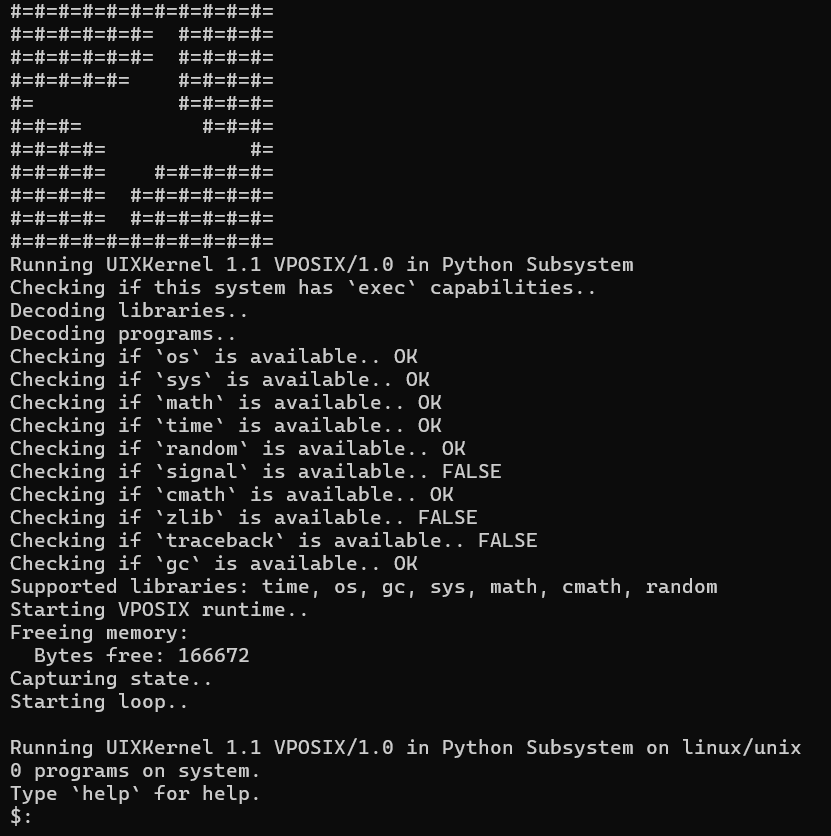 #=#=#=#=#=#=#=#=#=#=#=
#=#=#=#=#=#=  #=#=#=#=
#=#=#=#=#=#=  #=#=#=#=
#=#=#=#=#=    #=#=#=#=
#=            #=#=#=#=
#=#=#=          #=#=#=
#=#=#=#=            #=
#=#=#=#=    #=#=#=#=#=
#=#=#=#=  #=#=#=#=#=#=
#=#=#=#=  #=#=#=#=#=#=
#=#=#=#=#=#=#=#=#=#=#=
Running UIXKernel 1.1 VPOSIX/1.0 in Python Subsystem
Checking if this system has `exec` capabilities..
Decoding libraries..
Decoding programs..
Checking if `os` is available.. OK
Checking if `sys` is available.. OK
Checking if `math` is available.. OK
Checking if `time` is available.. OK
Checking if `random` is available.. OK
Checking if `signal` is available.. FALSE
Checking if `cmath` is available.. OK
Checking if `zlib` is available.. FALSE
Checking if `traceback` is available.. FALSE
Checking if `gc` is available.. OK
Supported libraries: time, os, gc, sys, math, cmath, random
Starting VPOSIX runtime..
Freeing memory:
  Bytes free: 166672
Capturing state..
Starting loop..

Running UIXKernel 1.1 VPOSIX/1.0 in Python Subsystem on linux/unix
0 programs on system.
Type `help` for help.
$: